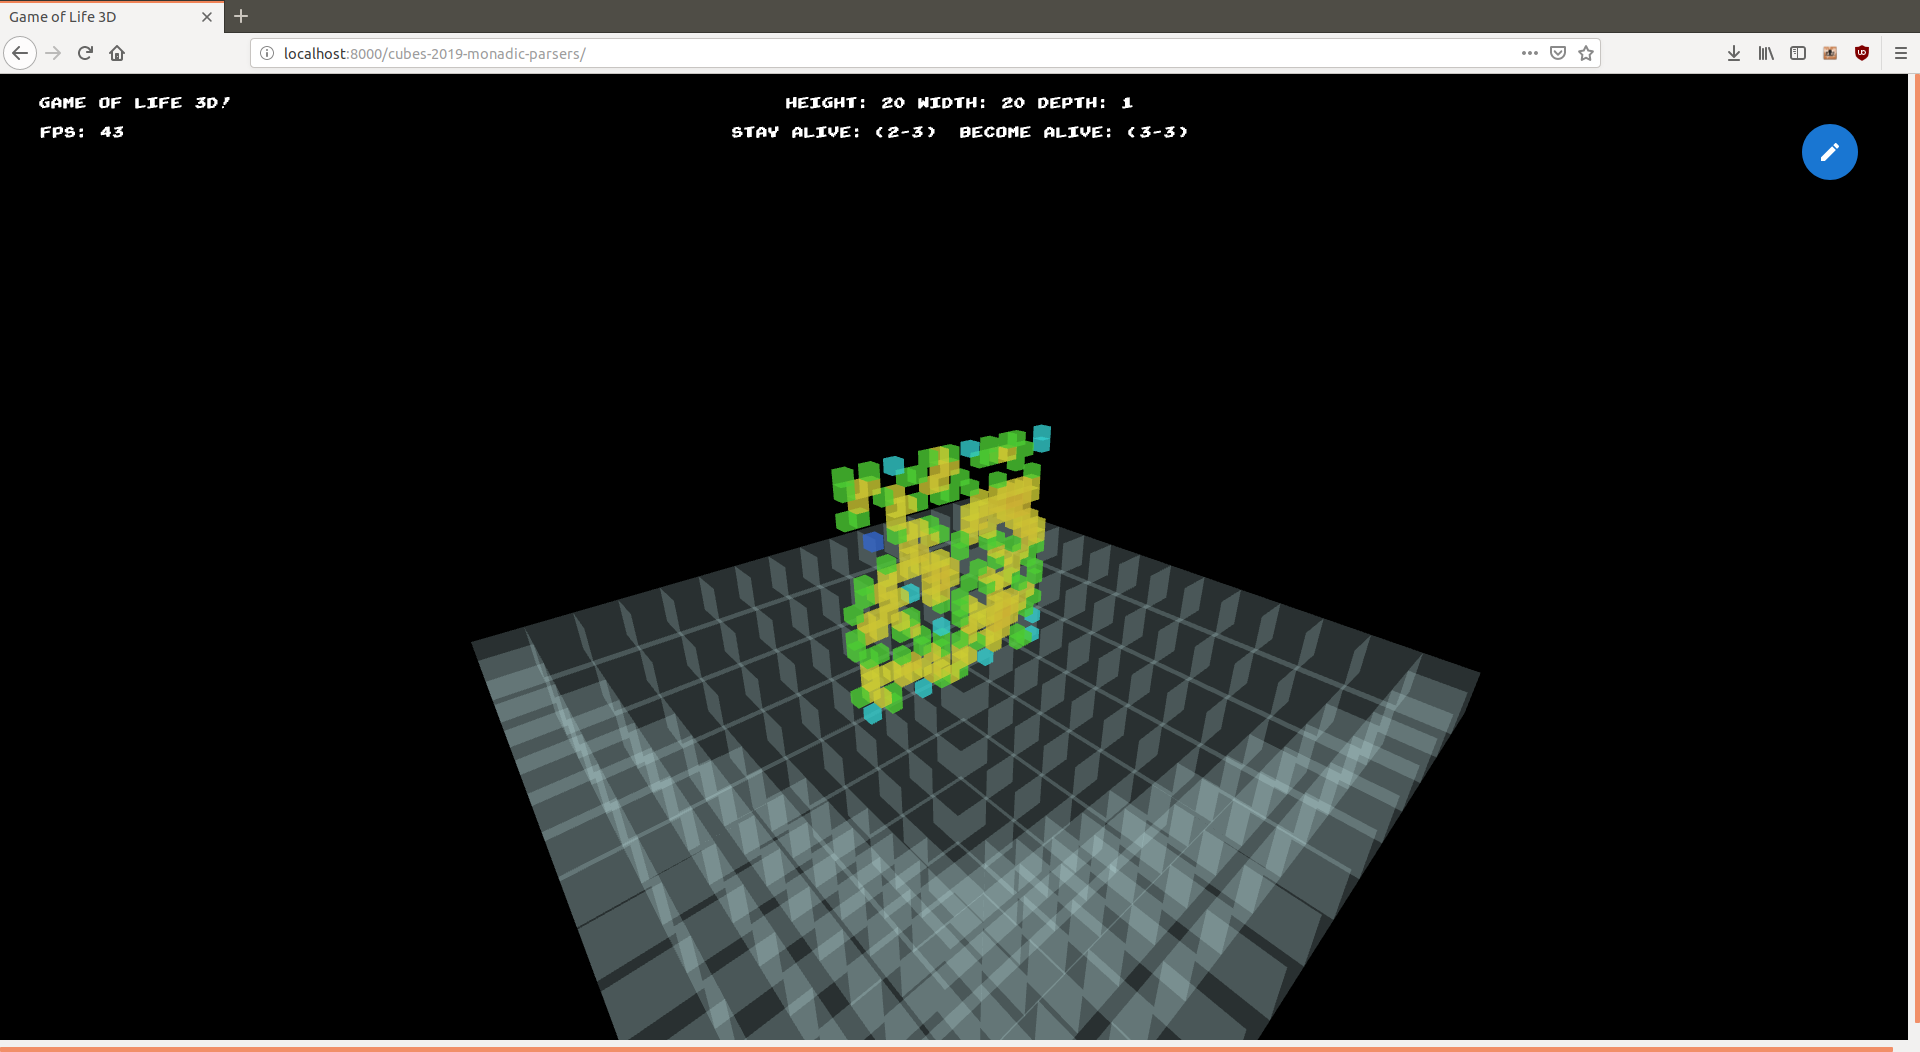 Game of Life 3D
localhost:8000/cubes-2019-monadic-parsers/
GAME OF LIFE 3D!
FPS: 43
HEIGHT: 20 WIDTH: 20 DEPTH: 1
STAY ALIVE: (2-3) BECOME ALIVE: (3-3)